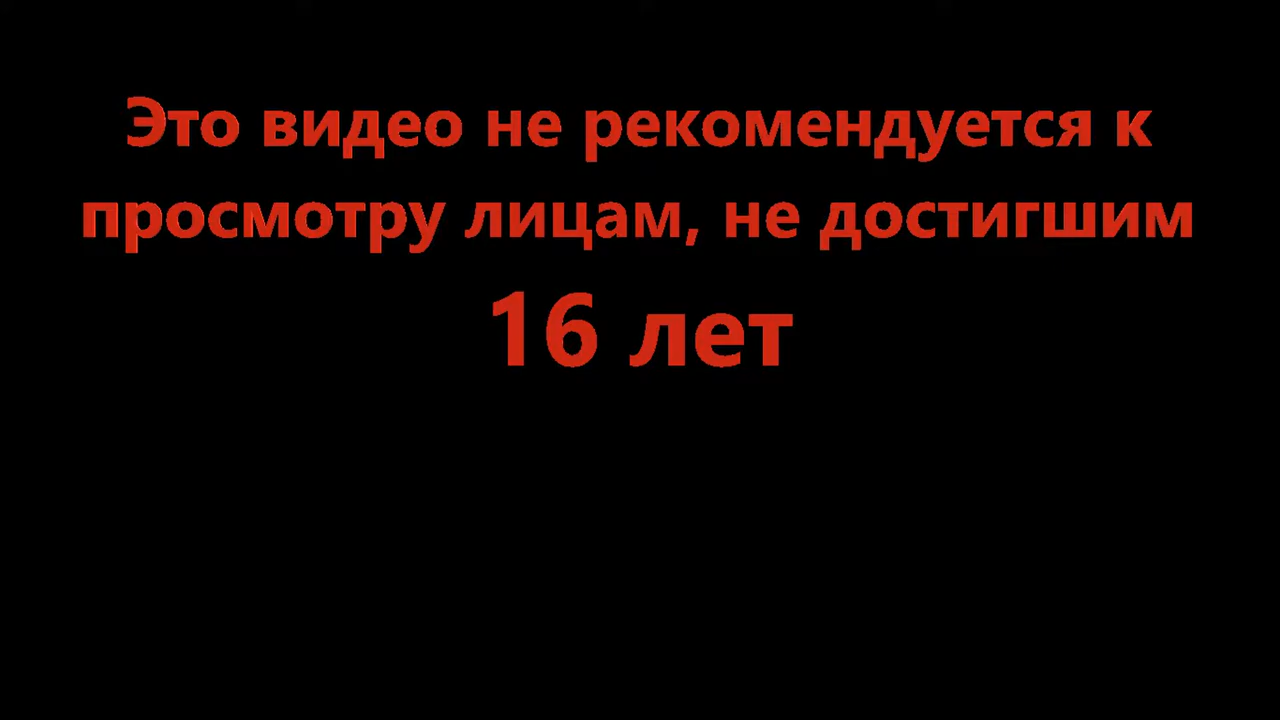 Это видео не рекомендуется к
просмотру лицам, не достигшим
16 лет